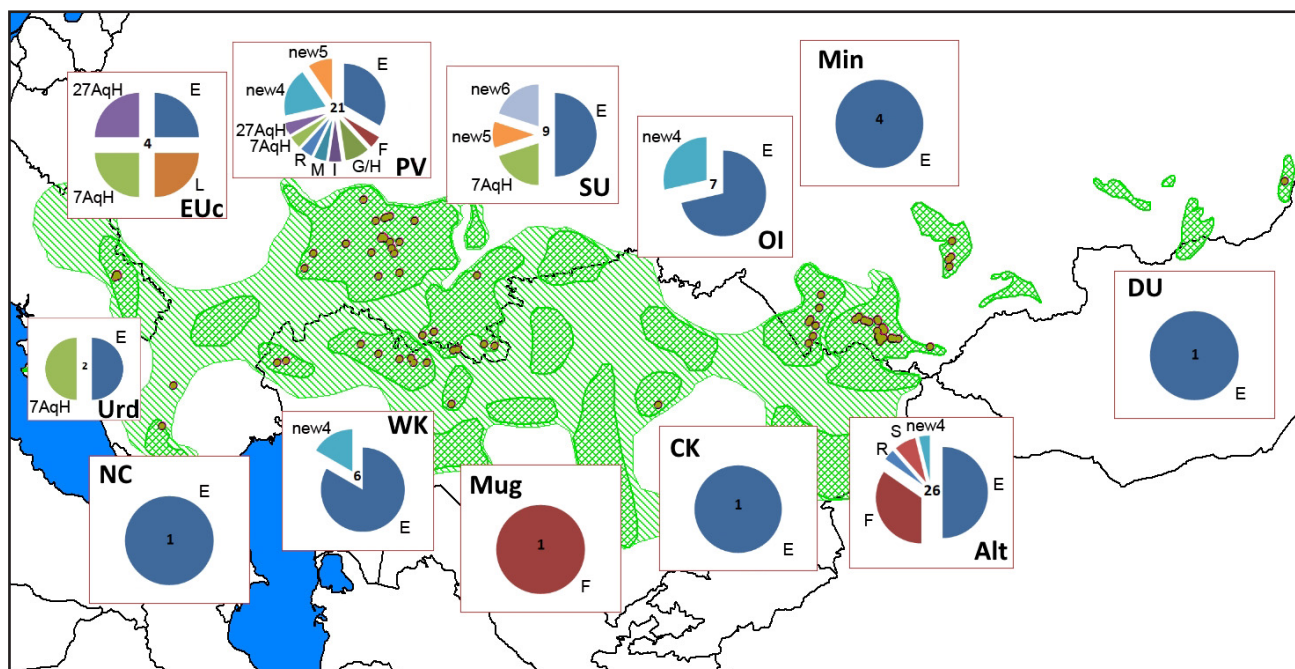 27AqH
E
4
7AqH
L
EUc
new5
E
new4
21
27AqH
7AqH
R
M
I
G/H
F
PV
new6
E
9
new5
7AqH
SU
new4
E
7
OI
Min
4
E
DU
1
E
E
2
7AqH
Urd
NC
E
1
WK
new4
6
E
Mug
1
F
CK
1
E
S
new4
R
E
26
F
Alt